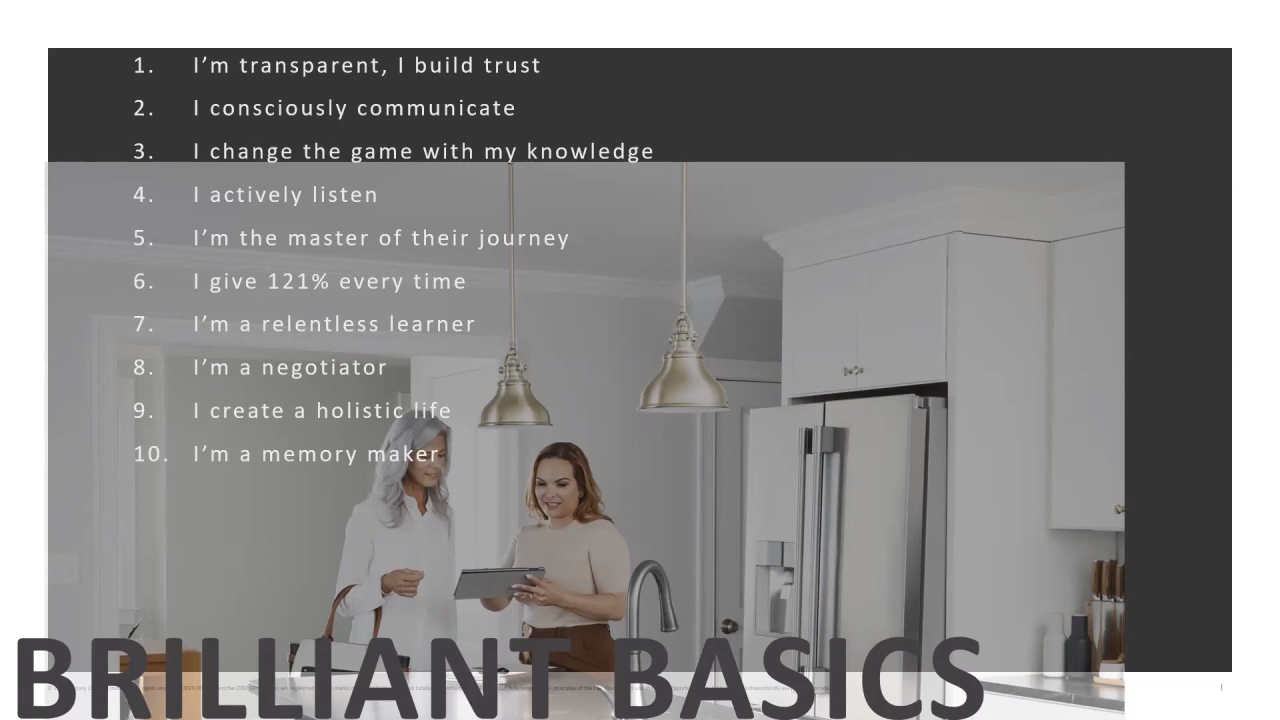 1. I’m transparent, I build trust
2. I consciously communicate
3. I change the game with my knowledge
4. I actively listen
5. I’m the master of their journey
6. I give 121% every time
7. I’m a relentless learner
8. I’m a negotiator
9. I create a holistic life
10. I’m a memory maker
BRILLIANT BASICS